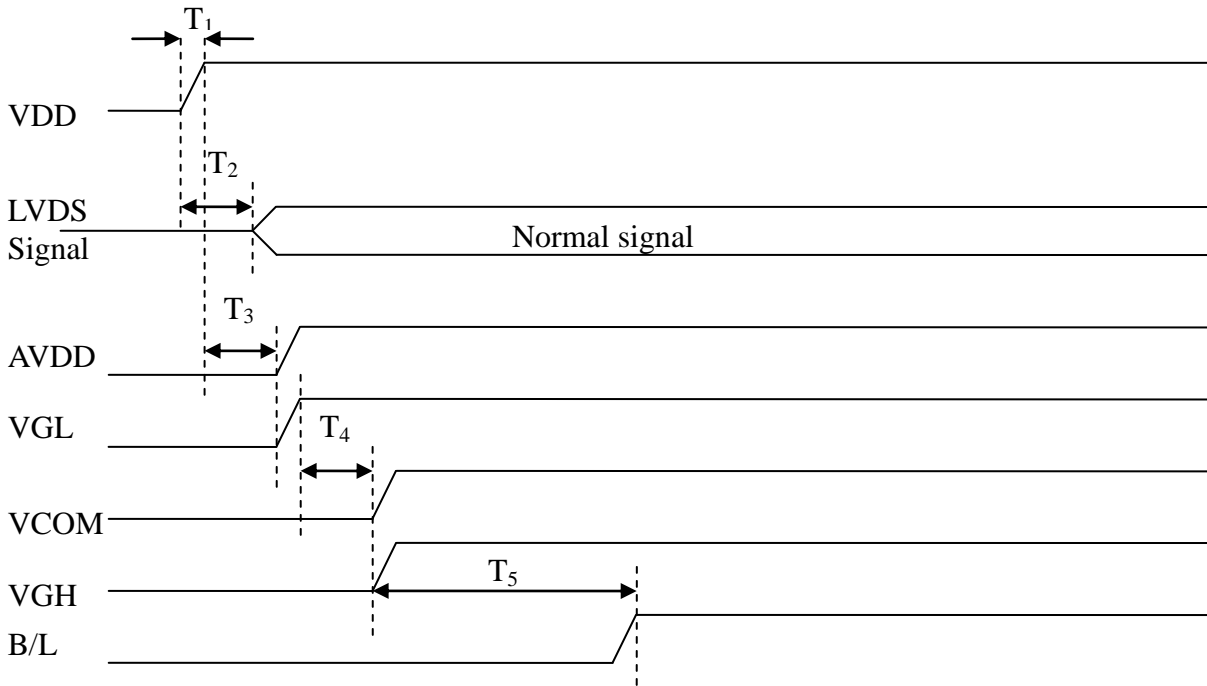 T₁
VDD
T₂
LVDS
Signal
Normal signal
T₃
AVDD
VGL
T₄
VCOM
VGH
T₅
B/L